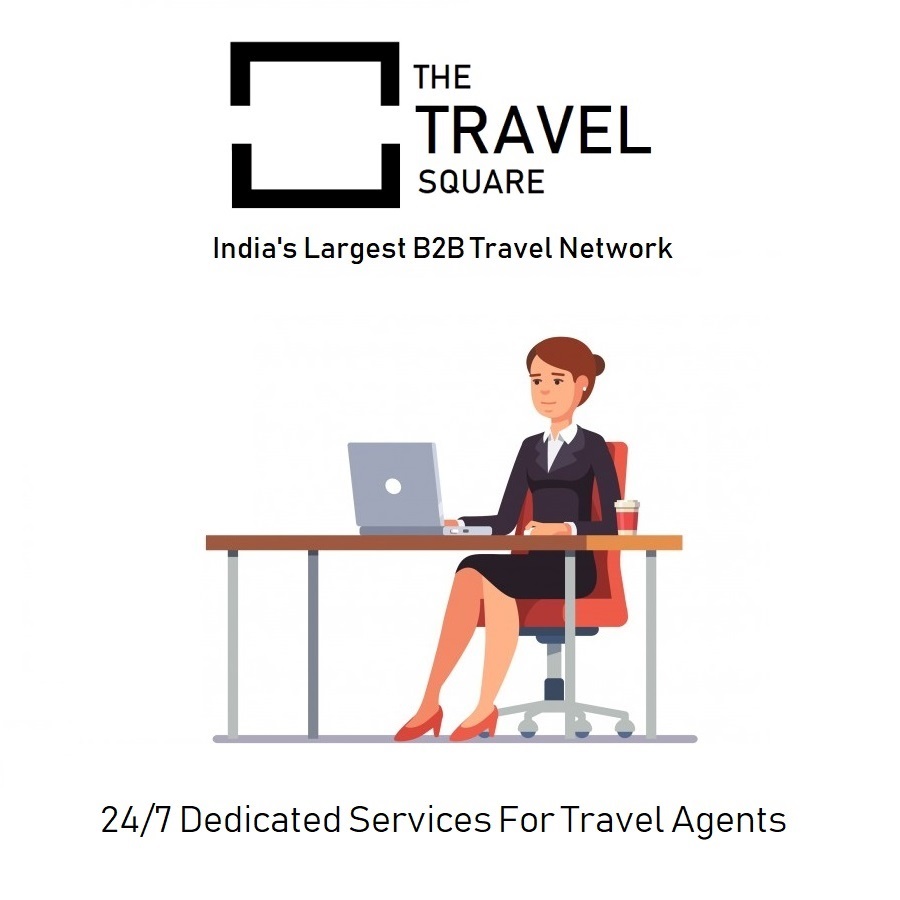 THE
TRAVEL
SQUARE
India's Largest B2B Travel Network
24/7 Dedicated Services For Travel Agents